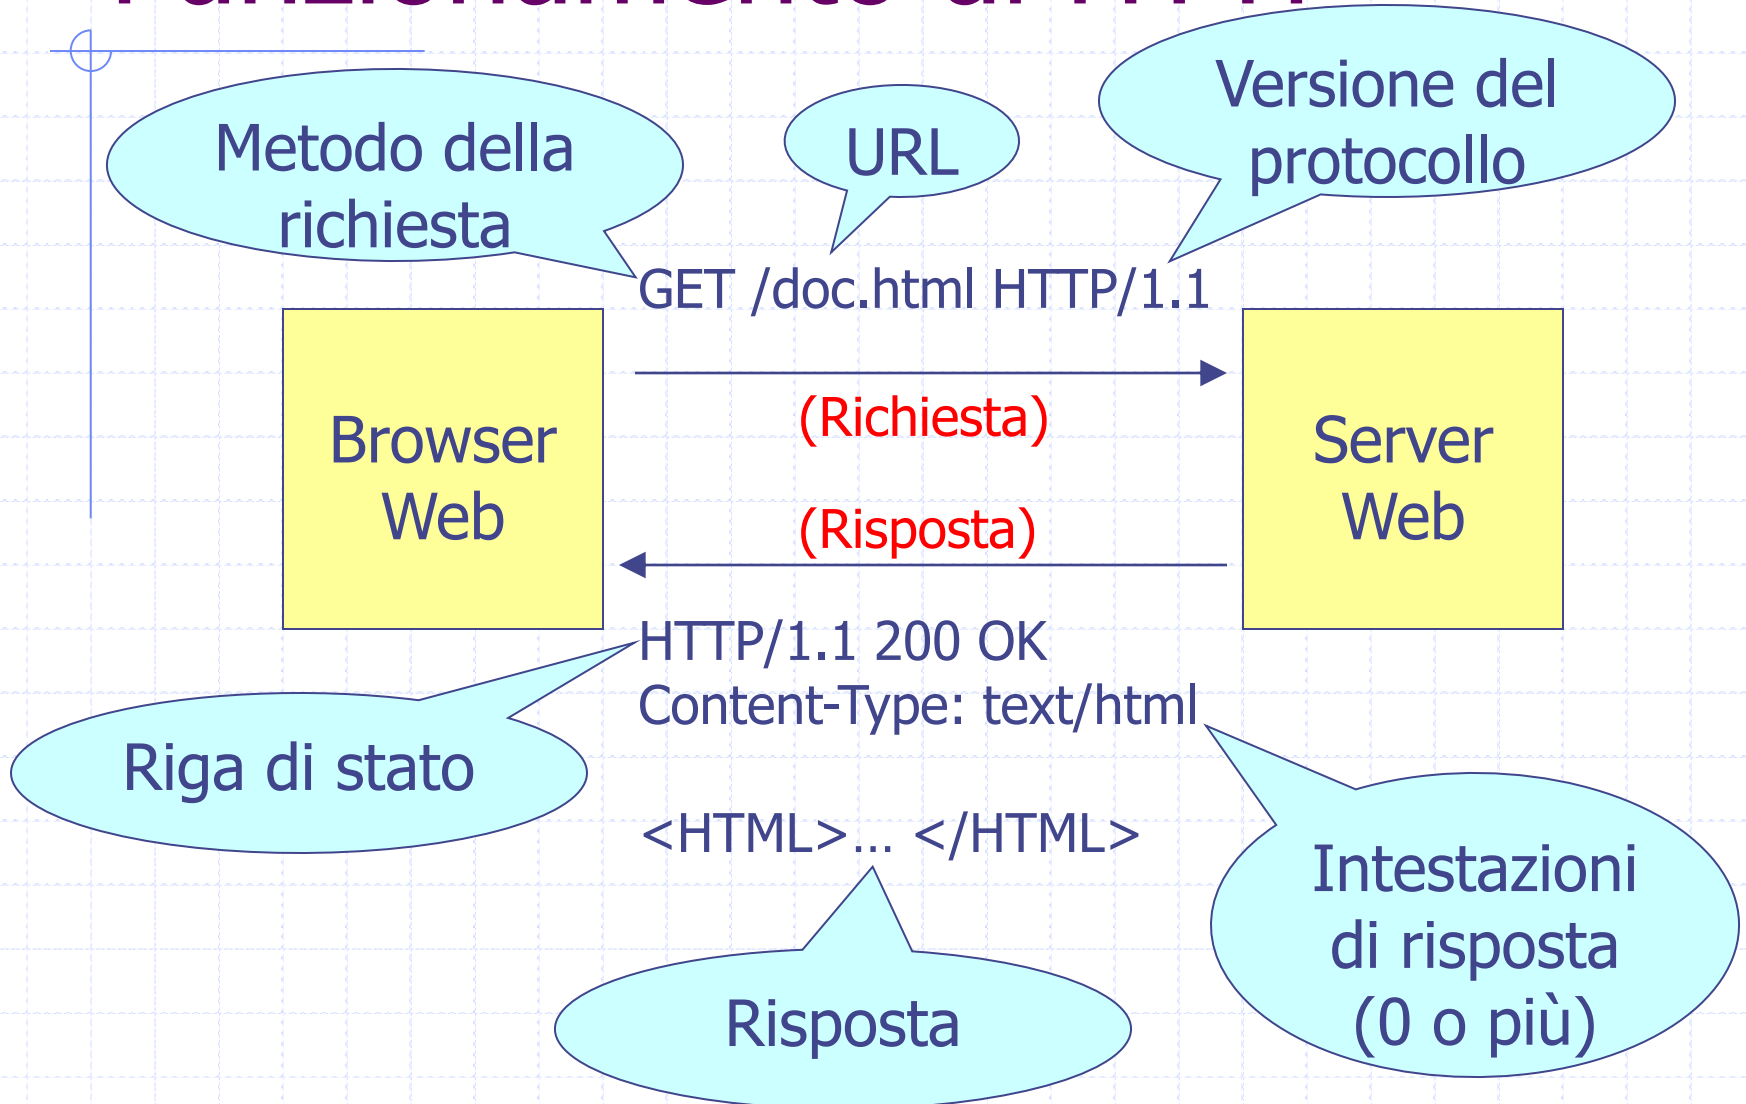 Metodo della
richiesta
URL
Versione del
protocollo
GET /doc.html HTTP/1.1
Browser
Web
(Richiesta)
(Risposta)
Server
Web
HTTP/1.1 200 OK
Content-Type: text/html
<HTML>... </HTML>
Riga di stato
Intestazioni
di risposta
(0 o più)
Risposta